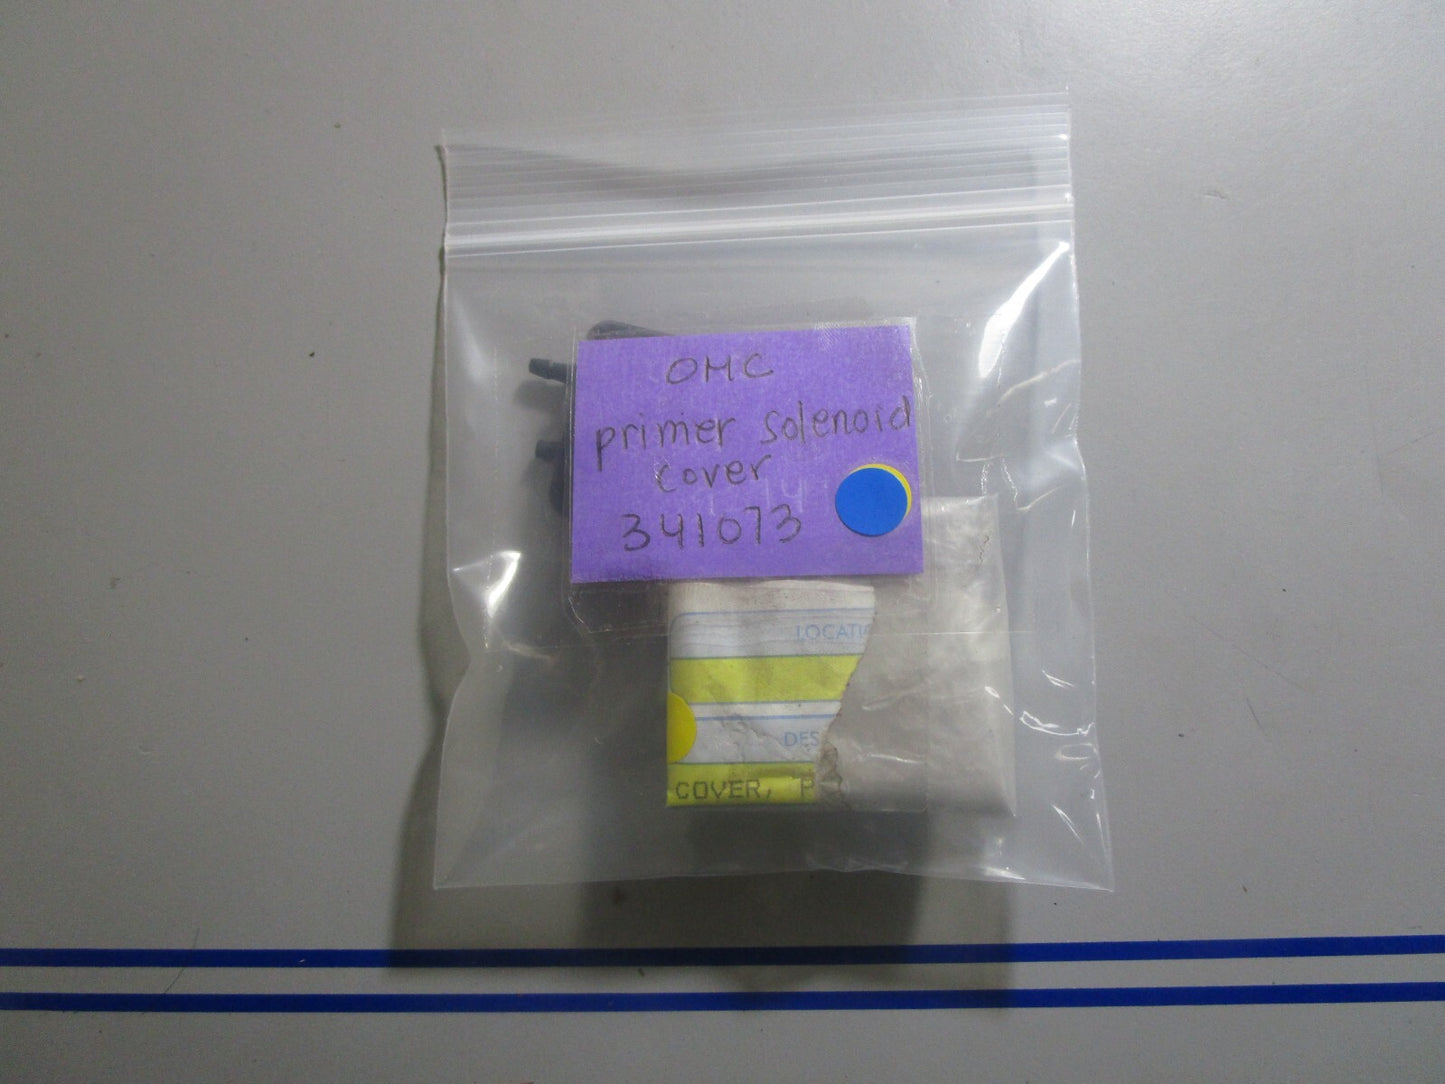 OMC
primer solenoid
cover
341073
LOCATIO
DES
COVER, P